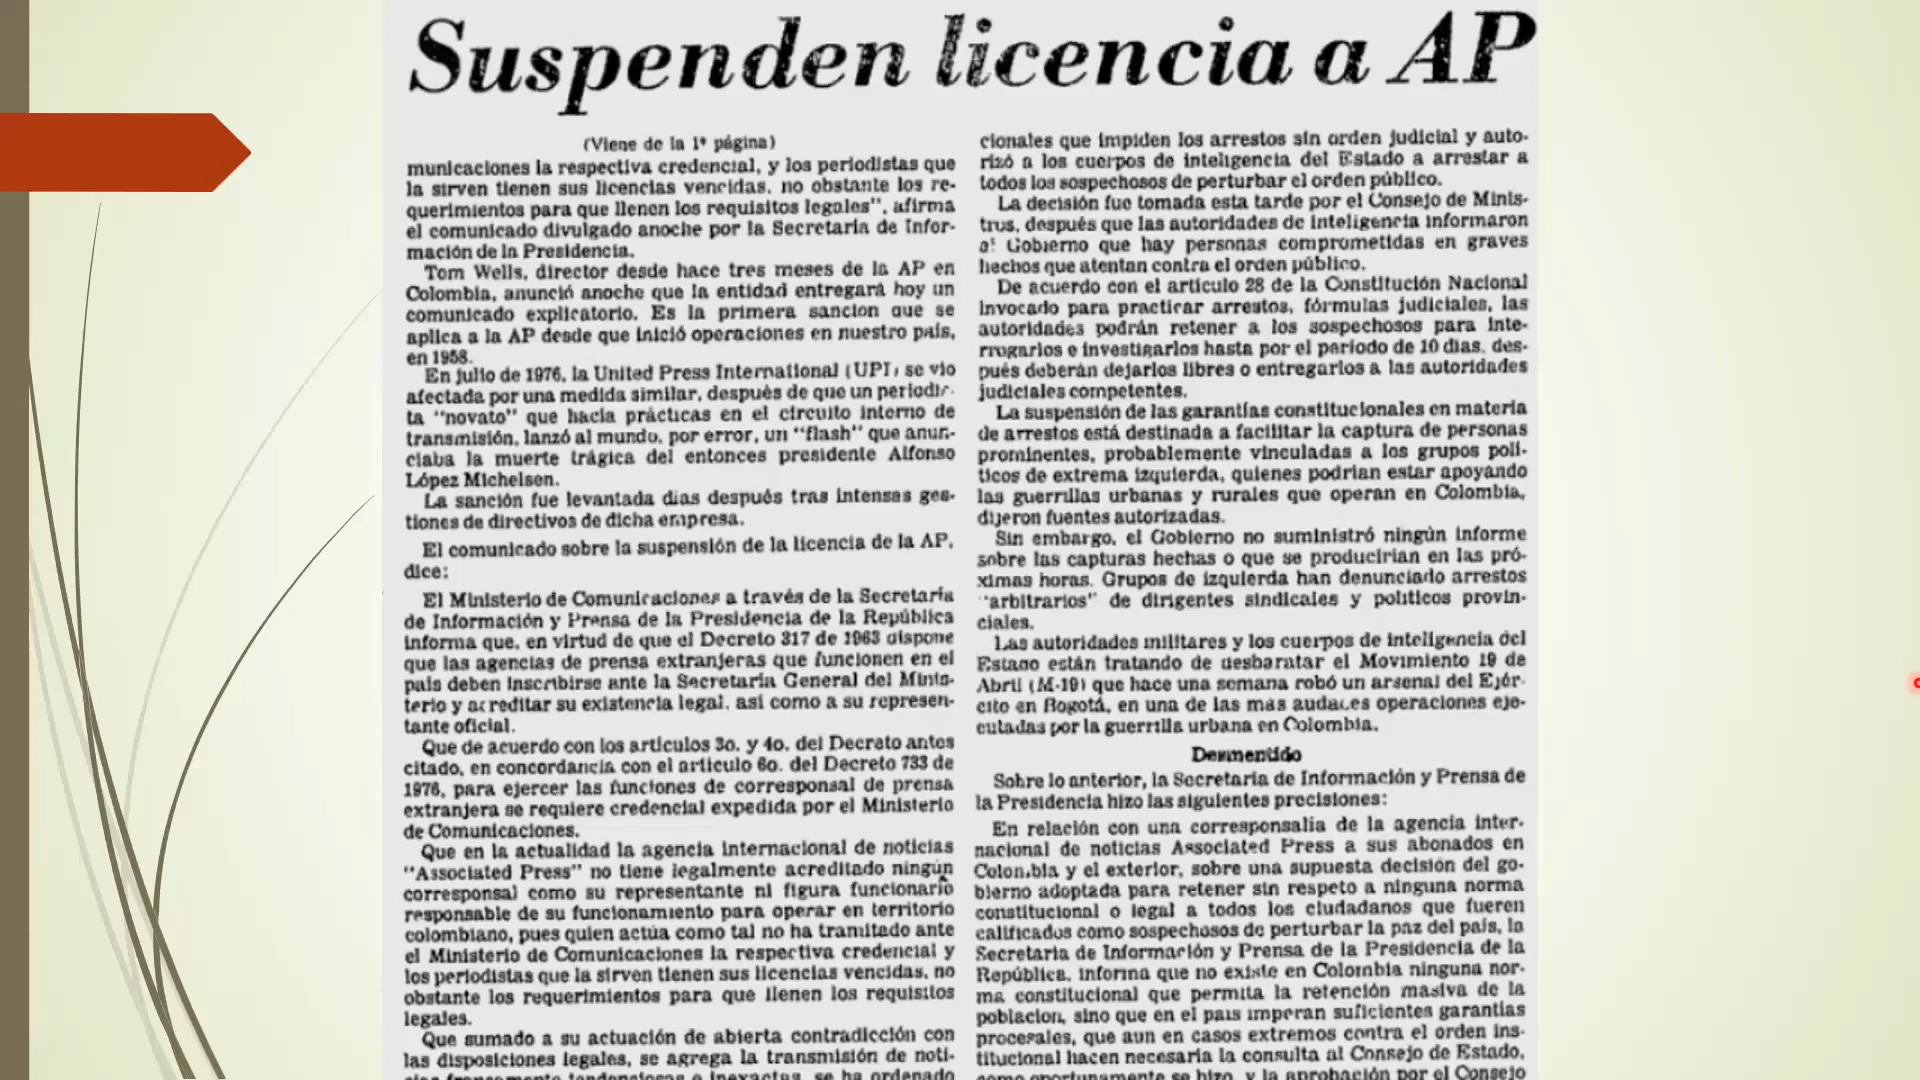 Suspenden licencia a AP
(Viene de la 1ª página)
municaciones la respectiva credencial, y los periodistas que
la sirven tienen sus licencias vencidas, no obstante los re-
querimientos para que llenen los requisitos legales", afirma
el comunicado divulgado anoche por la Secretaría de Infor-
mación de la Presidencia.
Tom Wells, director desde hace tres meses de la AP en
Colombia, anunció anoche que la entidad entregará hoy un
comunicado explicatorio. Es la primera sanción que se
aplica a la AP desde que inició operaciones en nuestro país,
en 1958.
En julio de 1976, la United Press International (UPI) se vio
afectada por una medida similar, después de que un periodis-
ta "novato" que hacía prácticas en el circuito interno de
transmisión, lanzó al mundo, por error, un "flash" que anun-
ciaba la muerte trágica del entonces presidente Alfonso
López Michelsen.
La sanción fue levantada días después tras intensas ges-
tiones de directivos de dicha empresa.
El comunicado sobre la suspensión de la licencia de la AP,
dice:
El Ministerio de Comunicaciones a través de la Secretaría
de Información y Prensa de la Presidencia de la República
informa que, en virtud de que el Decreto 317 de 1963 dispone
que las agencias de prensa extranjeras que funcionen en el
país deben inscribirse ante la Secretaría General del Minis-
terio y acreditar su existencia legal, así como a su represen-
tante oficial.
Que de acuerdo con los artículos 3o. y 4o. del Decreto antes
citado, en concordancia con el artículo 6o. del Decreto 733 de
1976, para ejercer las funciones de corresponsal de prensa
extranjera se requiere credencial expedida por el Ministerio
de Comunicaciones.
Que en la actualidad la agencia internacional de noticias
"Associated Press" no tiene legalmente acreditado ningún
corresponsal como su representante ni figura funcionario
responsable de su funcionamiento para operar en territorio
colombiano, pues quien actúa como tal no ha tramitado ante
el Ministerio de Comunicaciones la respectiva credencial y
los periodistas que la sirven tienen sus licencias vencidas, no
obstante los requerimientos para que llenen los requisitos
legales.
Que sumado a su actuación de abierta contradicción con
las disposiciones legales, se agrega la transmisión de noti-
cias francamente tendenciosas e inexactas, se ha ordenado
cionales que impiden los arrestos sin orden judicial y auto-
rizó a los cuerpos de inteligencia del Estado a arrestar a
todos los sospechosos de perturbar el orden público.
La decisión fue tomada esta tarde por el Consejo de Minis-
trus, después que las autoridades de inteligencia informaron
al Gobierno que hay personas comprometidas en graves
hechos que atentan contra el orden público.
De acuerdo con el artículo 28 de la Constitución Nacional
invocado para practicar arrestos, fórmulas judiciales, las
autoridades podrán retener a los sospechosos para inte-
rrogarlos e investigarlos hasta por el período de 10 días, des-
pués deberán dejarlos libres o entregarlos a las autoridades
judiciales competentes.
La suspensión de las garantías constitucionales en materia
de arrestos está destinada a facilitar la captura de personas
prominentes, probablemente vinculadas a los grupos polí-
ticos de extrema izquierda, quienes podrían estar apoyando
las guerrillas urbanas y rurales que operan en Colombia,
dijeron fuentes autorizadas.
Sin embargo, el Gobierno no suministró ningún informe
sobre las capturas hechas o que se producirían en las pró-
ximas horas. Grupos de izquierda han denunciado arrestos
"arbitrarios" de dirigentes sindicales y políticos provin-
ciales.
Las autoridades militares y los cuerpos de inteligencia del
Estado están tratando de desbaratar el Movimiento 19 de
Abril (M-19) que hace una semana robó un arsenal del Ejér-
cito en Bogotá, en una de las más audaces operaciones eje-
cutadas por la guerrilla urbana en Colombia.
Desmentido
Sobre lo anterior, la Secretaría de Información y Prensa de
la Presidencia hizo las siguientes precisiones:
En relación con una corresponsalía de la agencia inter-
nacional de noticias Associated Press a sus abonados en
Colombia y el exterior, sobre una supuesta decisión del go-
bierno adoptada para retener sin respeto a ninguna norma
constitucional o legal a todos los ciudadanos que fueren
calificados como sospechosos de perturbar la paz del país, la
Secretaría de Información y Prensa de la Presidencia de la
República, informa que no existe en Colombia ninguna nor-
ma constitucional que permita la retención masiva de la
población, sino que en el país imperan suficientes garantías
procesales, que aun en casos extremos contra el orden ins-
titucional hacen necesaria la consulta al Consejo de Estado,
como oportunamente se hizo, y la aprobación por el Consejo